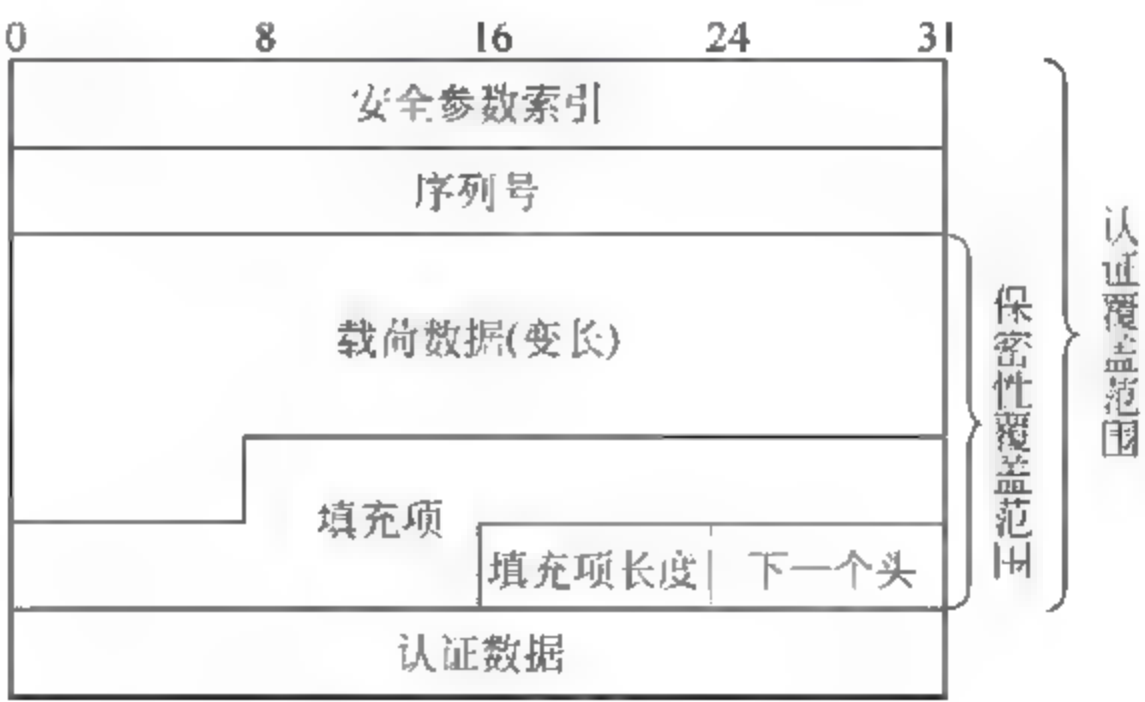 0 8 16 24 31
安全参数索引
序列号
载荷数据(变长)
填充项
填充项长度 下一个头
认证数据
保密性覆盖范围
认证覆盖范围